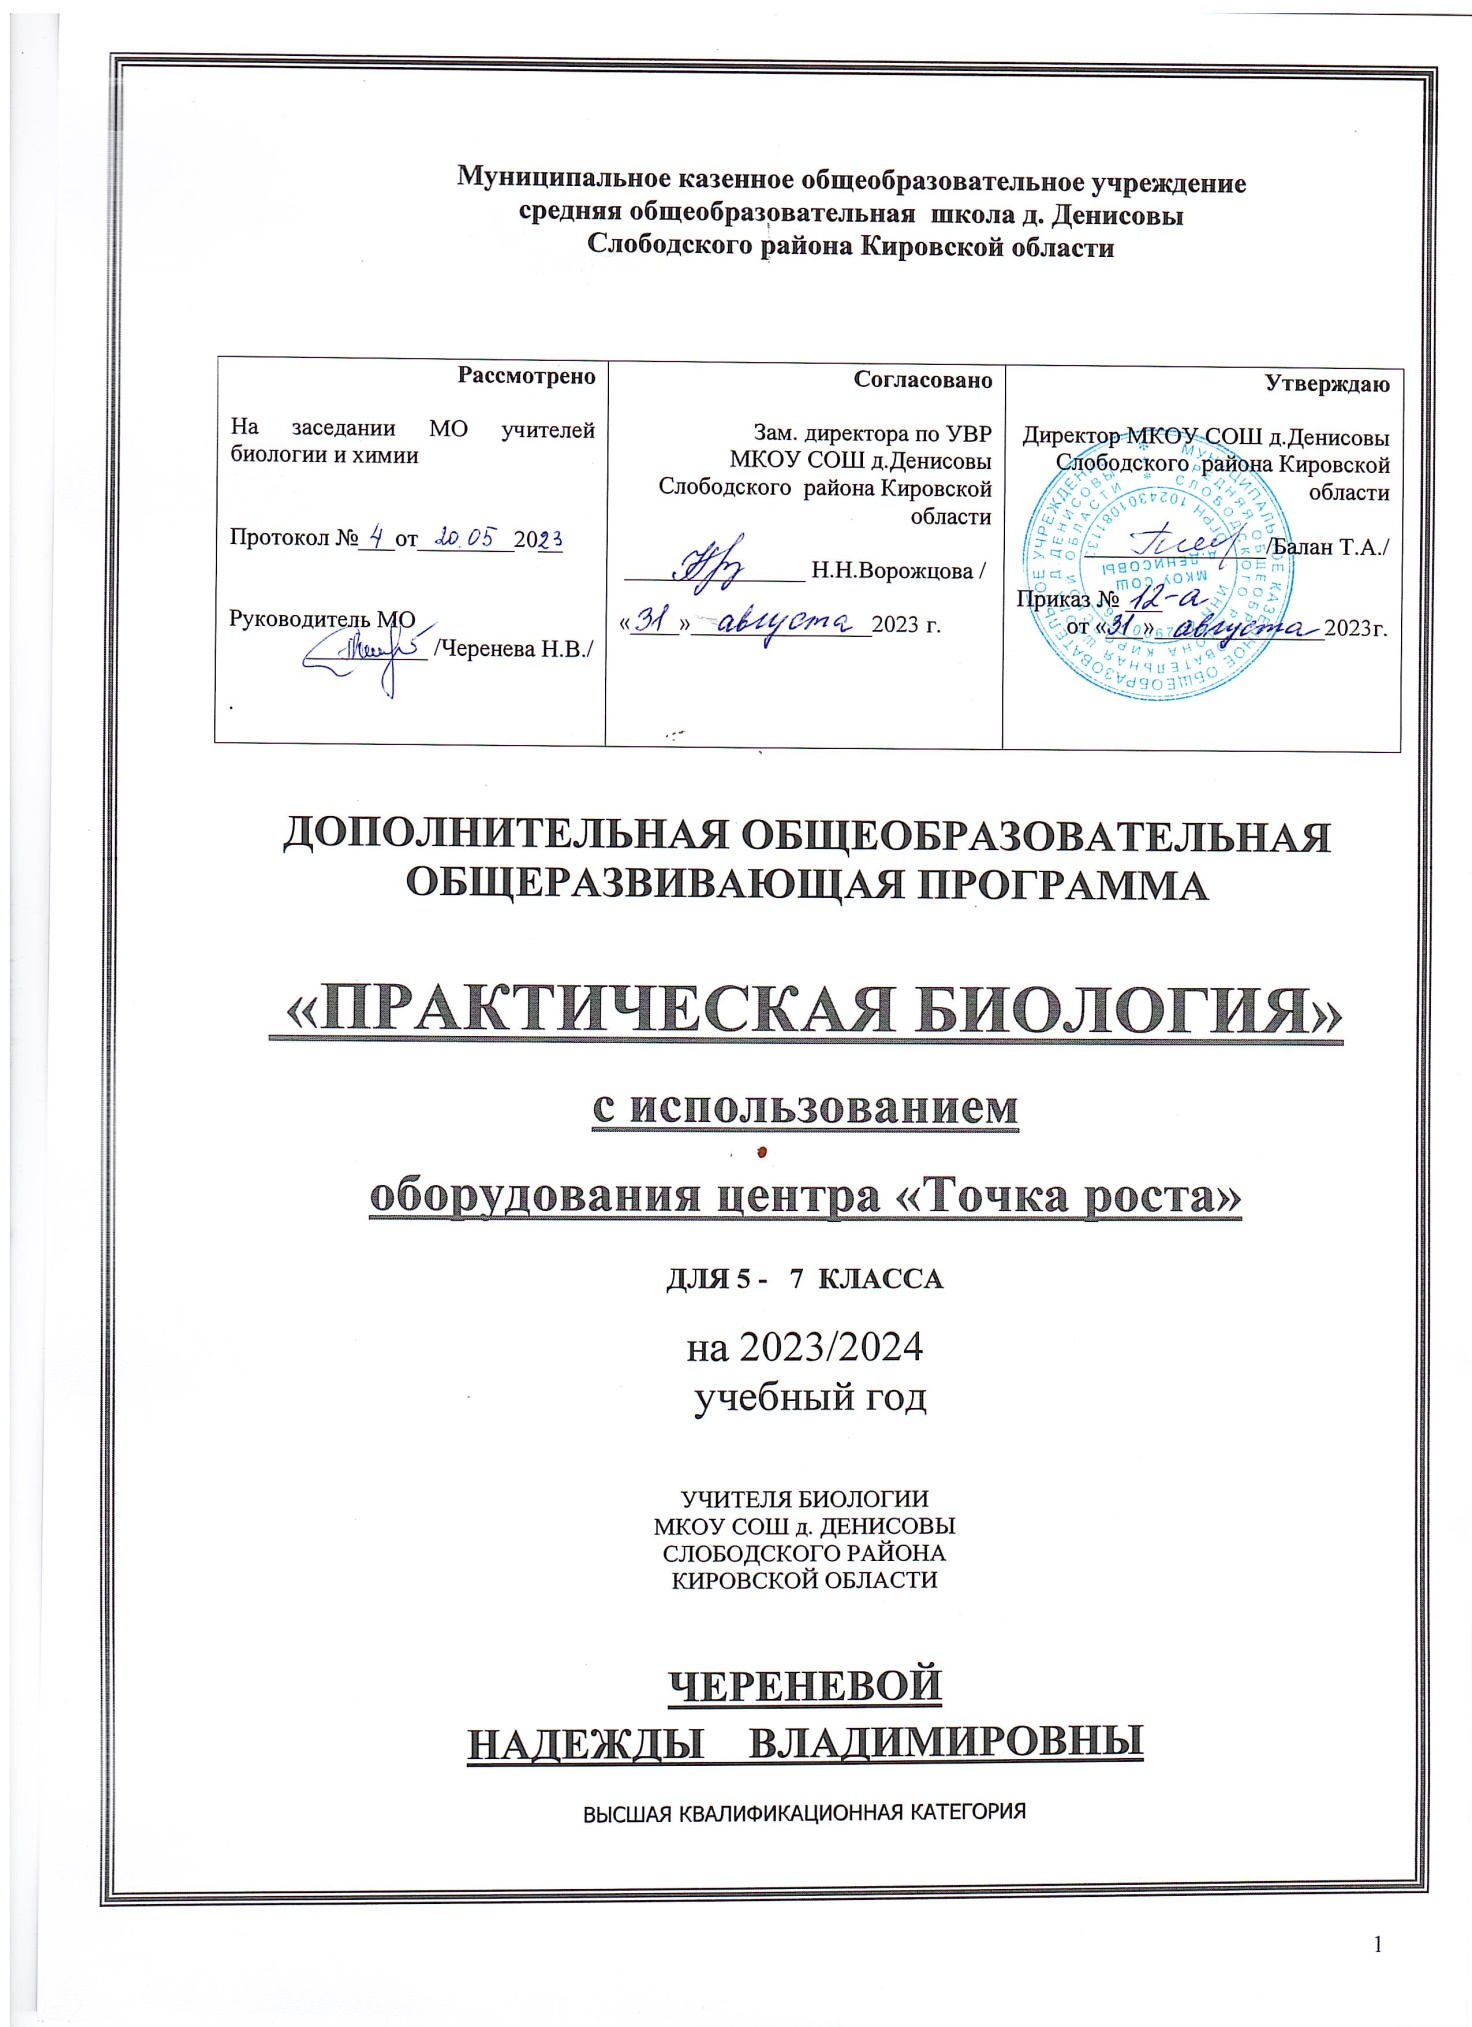 Муниципальное казенное общеобразовательное учреждение
средняя общеобразовательная школа д. Денисовы
Слободского района Кировской области
Рассмотрено
На заседании МО учителей
биологии и химии
Протокол № 4 от 20.05 2023
Руководитель МО
/Черенева Н.В./
.
Согласовано
Зам. директора по УВР
МКОУ СОШ д.Денисовы
Слободского района Кировской
области
Н.Н.Ворожцова /
«31» августа 2023 г.
Утверждаю
Директор МКОУ СОШ д.Денисовы
Слободского района Кировской
области
/Балан Т.А./
Приказ № 12-а
от «31» августа 2023г.
МКОУ СОШ
Д.ДЕНИСОВЫ
ДОПОЛНИТЕЛЬНАЯ ОБЩЕОБРАЗОВАТЕЛЬНАЯ
ОБЩЕРАЗВИВАЮЩАЯ ПРОГРАММА
«ПРАКТИЧЕСКАЯ БИОЛОГИЯ»
с использованием
оборудования центра «Точка роста»
ДЛЯ 5 - 7 КЛАССА
на 2023/2024
учебный год
УЧИТЕЛЯ БИОЛОГИИ
МКОУ СОШ д. ДЕНИСОВЫ
СЛОБОДСКОГО РАЙОНА
КИРОВСКОЙ ОБЛАСТИ
ЧЕРЕНЕВОЙ
НАДЕЖДЫ ВЛАДИМИРОВНЫ
ВЫСШАЯ КВАЛИФИКАЦИОННАЯ КАТЕГОРИЯ
1